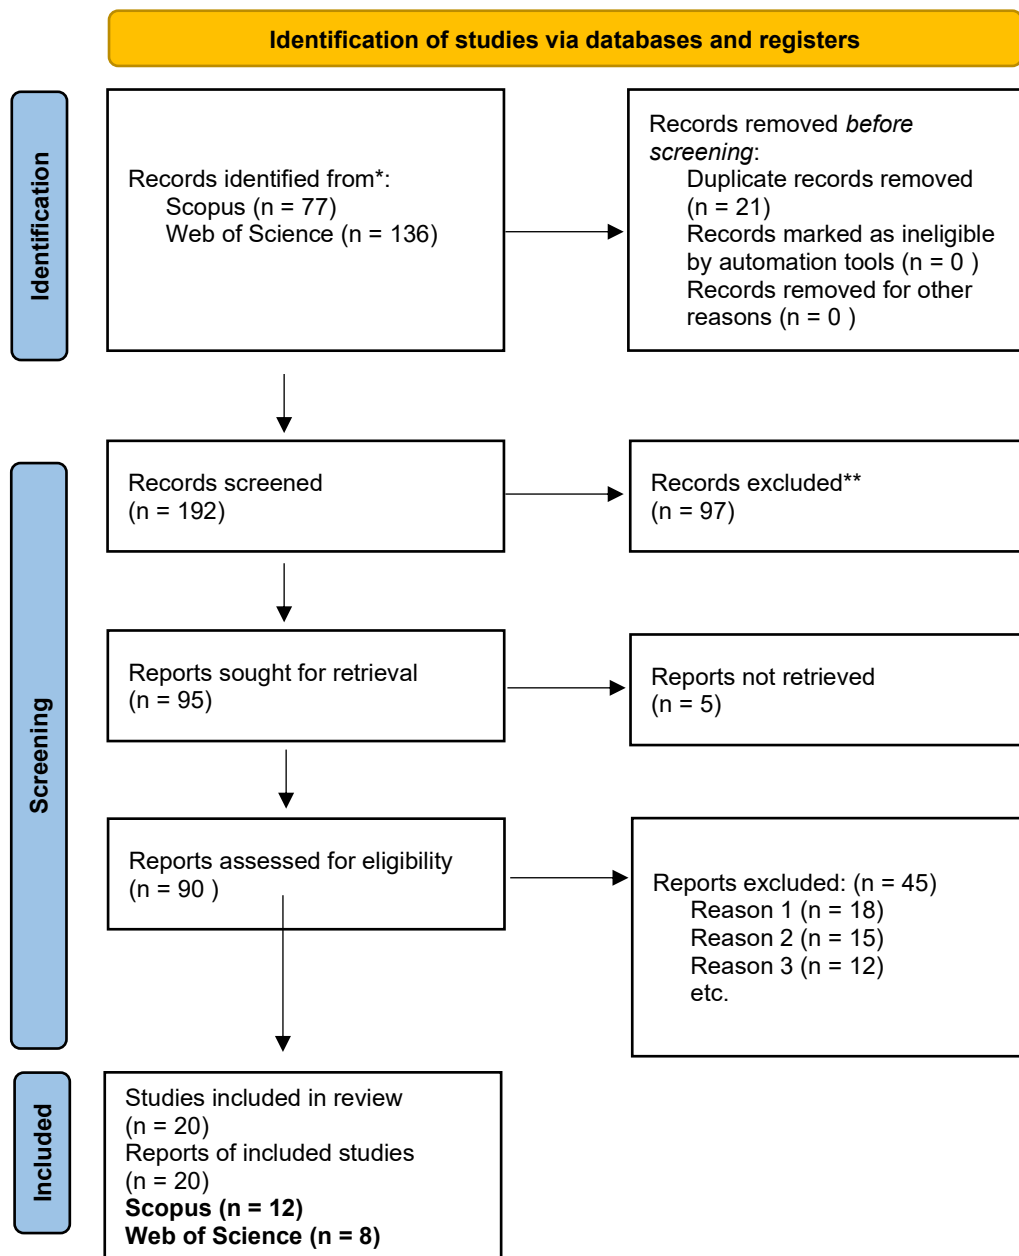 Identification of studies via databases and registers
Identification
Records identified from*:
Scopus (n = 77)
Web of Science (n = 136)
Records removed before
screening:
Duplicate records removed
(n = 21)
Records marked as ineligible
by automation tools (n = 0 )
Records removed for other
reasons (n = 0 )
Screening
Records screened
(n = 192)
Records excluded**
(n = 97)
Reports sought for retrieval
(n = 95)
Reports not retrieved
(n = 5)
Reports assessed for eligibility
(n = 90 )
Reports excluded: (n = 45)
Reason 1 (n = 18)
Reason 2 (n = 15)
Reason 3 (n = 12)
etc.
Included
Studies included in review
(n = 20)
Reports of included studies
(n = 20)
Scopus (n = 12)
Web of Science (n = 8)